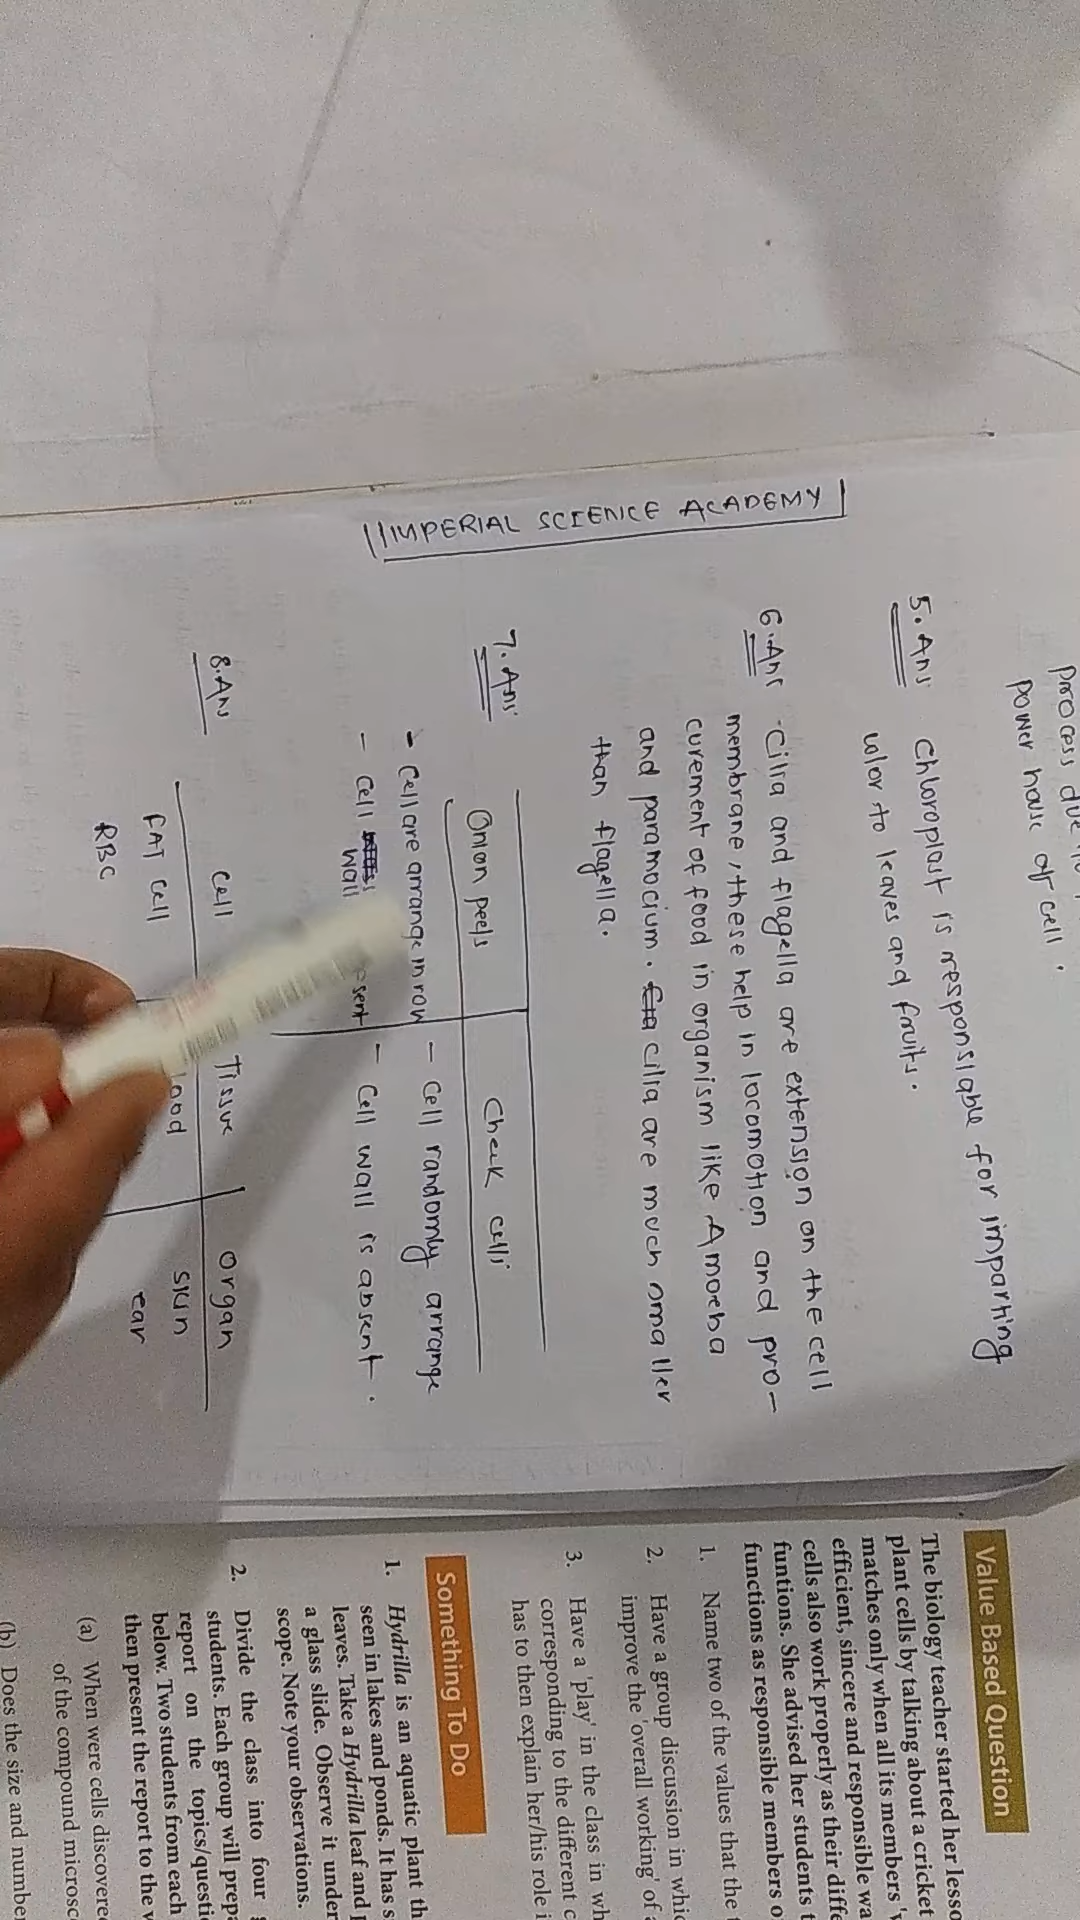 process due
power house of cell.
IMPERIAL SCIENCE ACADEMY
5. Ans Chloroplast is responsiable for imparting
color to leaves and fruits.
6. Ans Cilia and flagella are extension on the cell
membrane, these help in locomotion and pro-
curement of food in organism like Amoeba
and paramocium. cilia are much smaller
than flagella.
7. Ans
Onion peels Cheek cells
- Cell are arrange in row - Cell randomly arrange
- Cell wall esent - Cell wall is absent.
8. AN
cell Tissue organ
FAT cell lood skin
RBC ear
Value Based Question
The biology teacher started her lesso
plant cells by talking about a cricket
matches only when all its members 'w
efficient, sincere and responsible wa
cells also work properly as their diffe
funtions. She advised her students t
functions as responsible members o
1. Name two of the values that the t
2. Have a group discussion in whic
improve the 'overall working' of a
3. Have a 'play' in the class in wh
corresponding to the different c
has to then explain her/his role i
Something To Do
1. Hydrilla is an aquatic plant th
seen in lakes and ponds. It has s
leaves. Take a Hydrilla leaf and p
a glass slide. Observe it under
scope. Note your observations.
2. Divide the class into four g
students. Each group will prepa
report on the topics/questi
below. Two students from each
then present the report to the w
(a) When were cells discovere
of the compound microsc
(b) Does the size and number